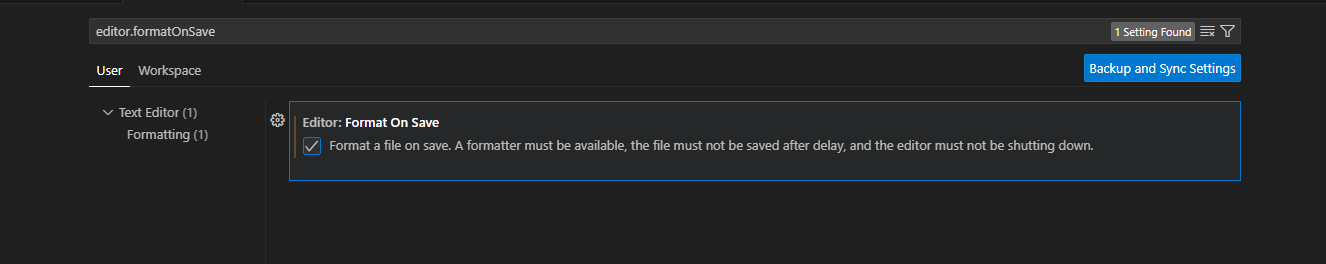 editor.formatOnSave
1 Setting Found
User Workspace
Backup and Sync Settings
Text Editor (1)
Formatting (1)
Editor: Format On Save
Format a file on save. A formatter must be available, the file must not be saved after delay, and the editor must not be shutting down.